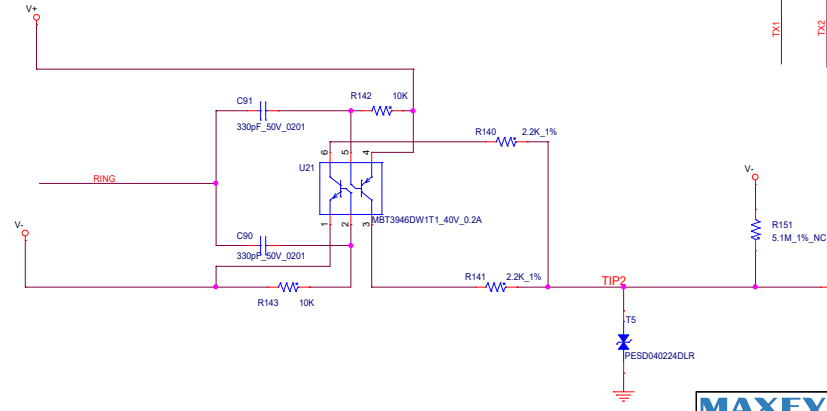 V+
TX1
TX2
C91
330pF_50V_0201
R142 10K
R140 2.2K_1%
6 5 4
U21
MBT3946DW1T1_40V_0.2A
1 2 3
RING
V-
V-
R151
5.1M_1%_NC
C90
330pF_50V_0201
R143 10K
R141 2.2K_1%
TIP2
T5
PESD040224DLR
MAXEY